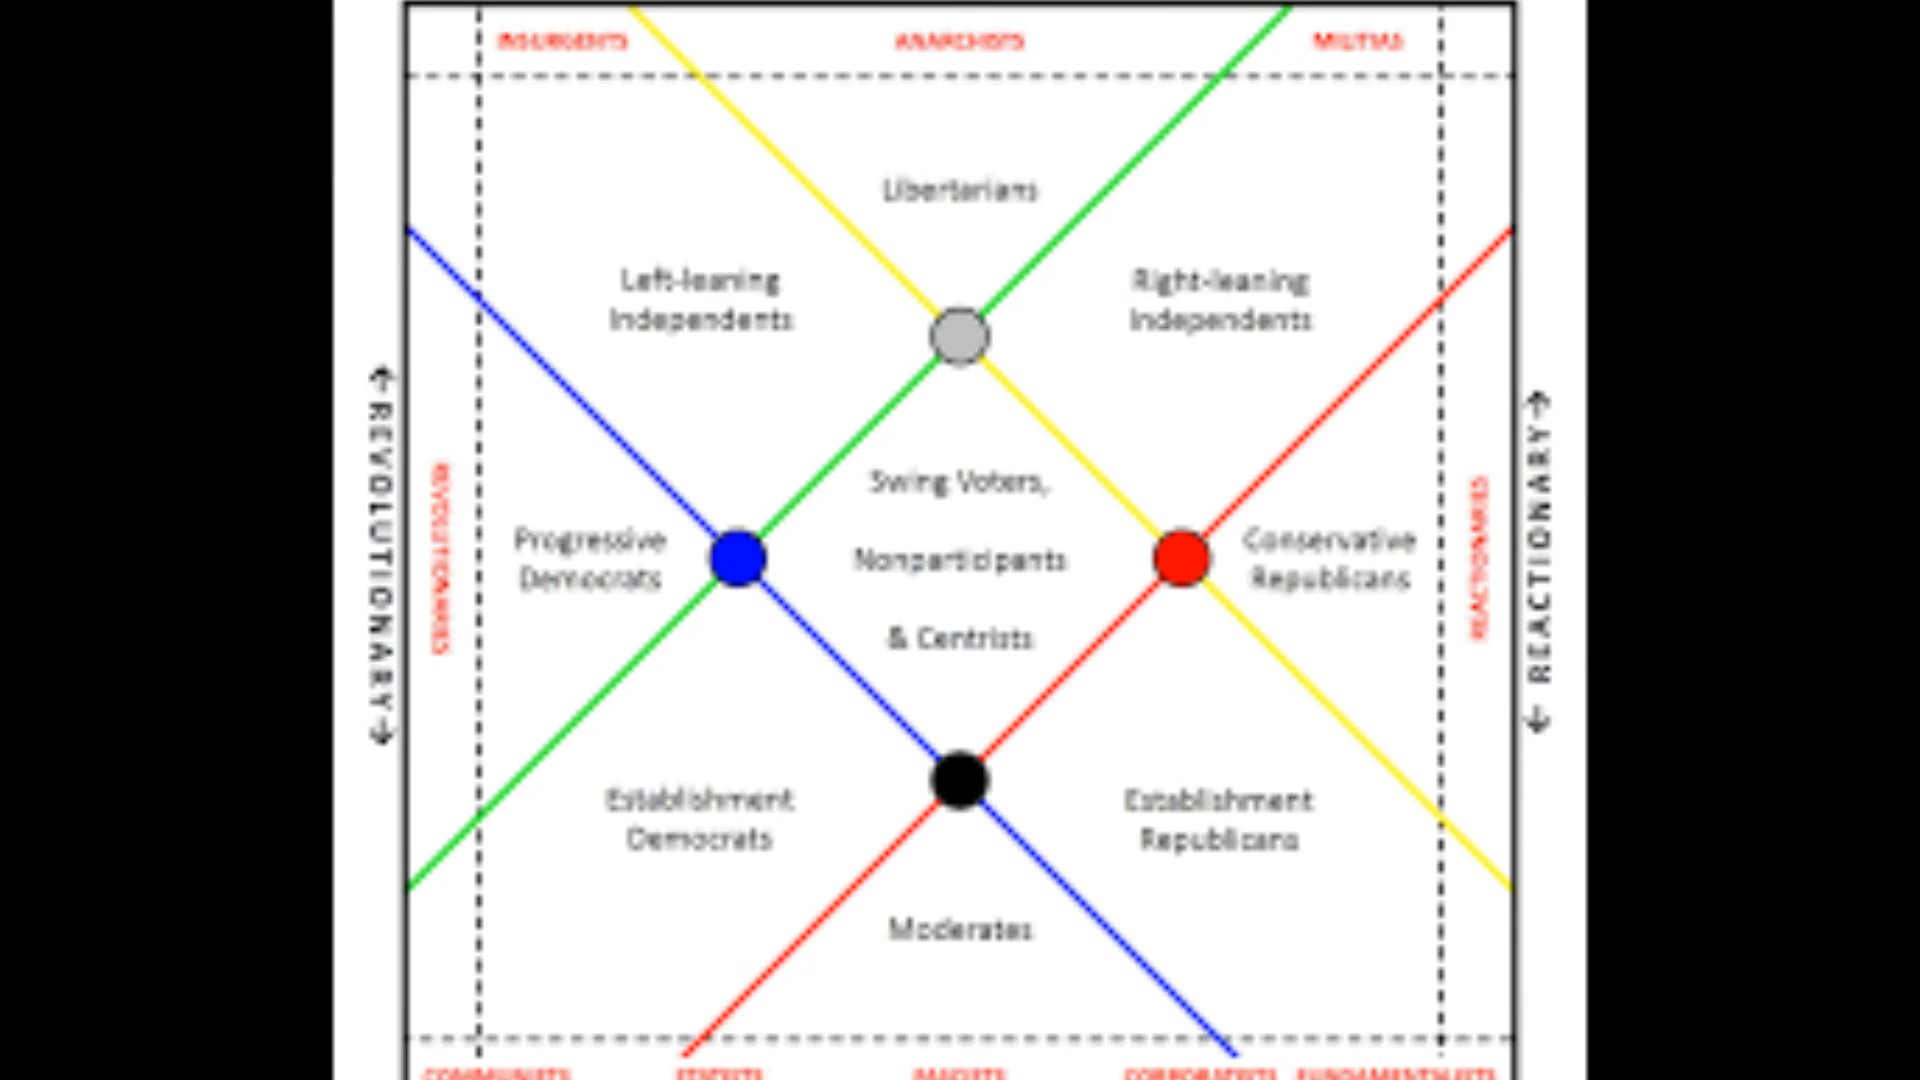 INSURGENTS ANARCHISTS MILITIAS
Libertarians
Left-leaning
Independents
Right-leaning
Independents
Swing Voters,
Nonparticipants
& Centrists
Progressive
Democrats
Conservative
Republicans
←REVOLUTIONARY→
REVOLUTIONARIES
REACTIONARIES
← REACTIONARY→
Establishment
Democrats
Establishment
Republicans
Moderates
COMMUNISTS STATISTS FASCISTS CORPORATISTS FUNDAMENTALISTS